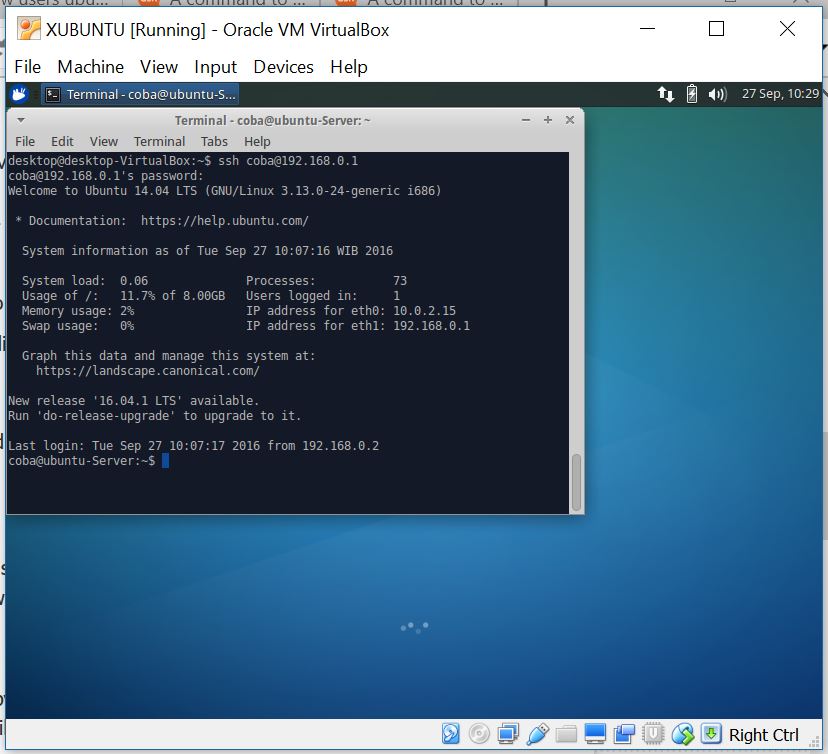 w users ubu...
A command to ...
A command to ...
XUBUNTU [Running] - Oracle VM VirtualBox
File Machine View Input Devices Help
Terminal - coba@ubuntu-S... 27 Sep, 10:29
Terminal - coba@ubuntu-Server: ~
File Edit View Terminal Tabs Help
desktop@desktop-VirtualBox:~$ ssh coba@192.168.0.1
coba@192.168.0.1's password:
Welcome to Ubuntu 14.04 LTS (GNU/Linux 3.13.0-24-generic i686)
* Documentation: https://help.ubuntu.com/
System information as of Tue Sep 27 10:07:16 WIB 2016
System load: 0.06 Processes: 73
Usage of /: 11.7% of 8.00GB Users logged in: 1
Memory usage: 2% IP address for eth0: 10.0.2.15
Swap usage: 0% IP address for eth1: 192.168.0.1
Graph this data and manage this system at:
https://landscape.canonical.com/
New release '16.04.1 LTS' available.
Run 'do-release-upgrade' to upgrade to it.
Last login: Tue Sep 27 10:07:17 2016 from 192.168.0.2
coba@ubuntu-Server:~$
Right Ctrl